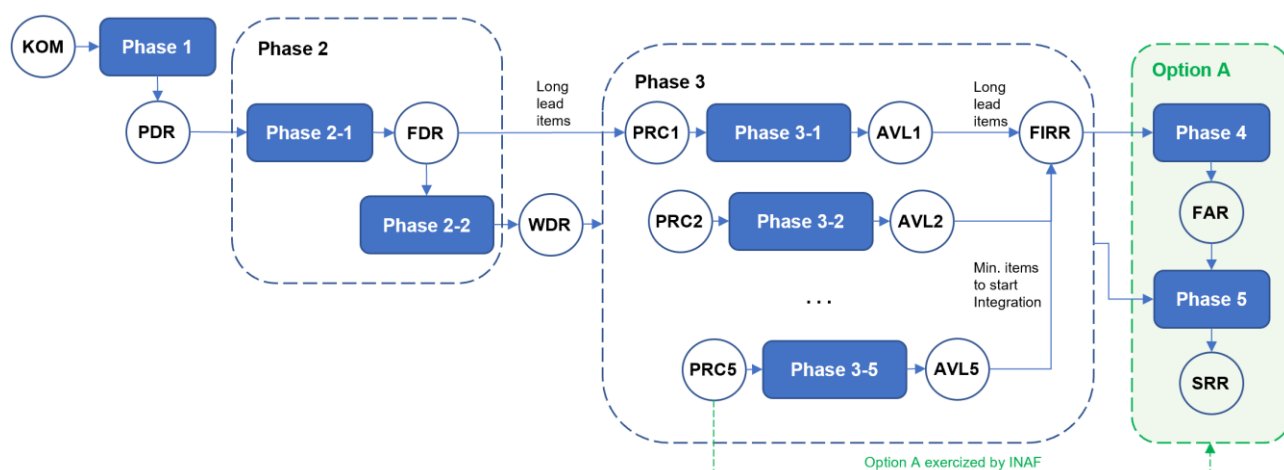 KOM
Phase 1
PDR
Phase 2
Phase 2-1
FDR
Phase 2-2
WDR
Long
lead
items
Phase 3
PRC1
Phase 3-1
AVL1
Long
lead
items
FIRR
PRC2
Phase 3-2
AVL2
Min. items
to start
Integration
...
PRC5
Phase 3-5
AVL5
Option A
Phase 4
FAR
Phase 5
SRR
Option A exercized by INAF